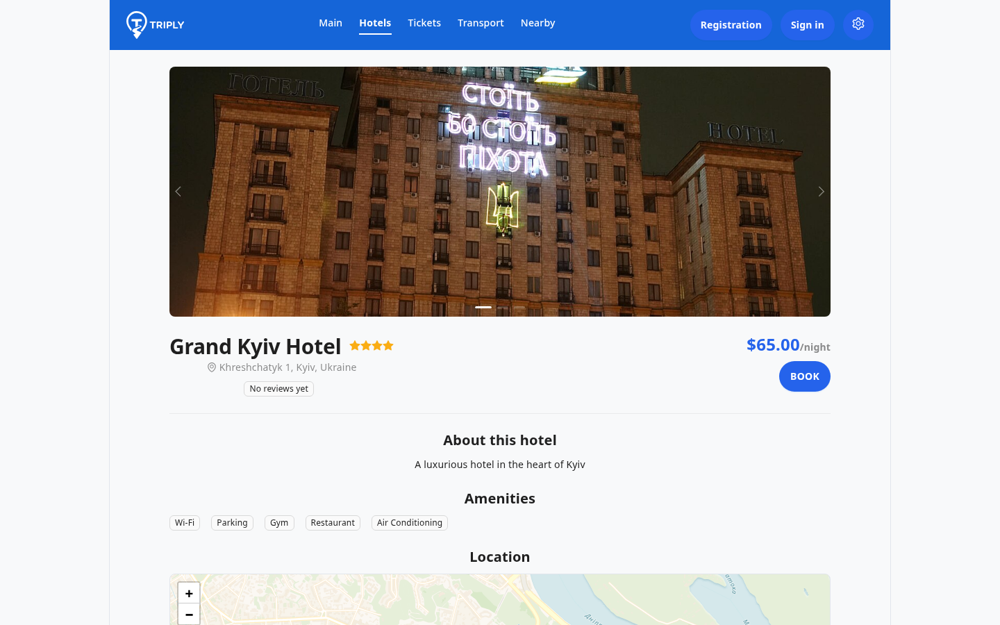 TRIPLY
Main
Hotels
Tickets
Transport
Nearby
Registration
Sign in
ГОТЕЛЬ
СТОЇТЬ
БО СТОЇТЬ
ПІХОТА
HOTEL
Grand Kyiv Hotel
$65.00/night
Khreshchatyk 1, Kyiv, Ukraine
BOOK
No reviews yet
About this hotel
A luxurious hotel in the heart of Kyiv
Amenities
Wi-Fi
Parking
Gym
Restaurant
Air Conditioning
Location
+
−